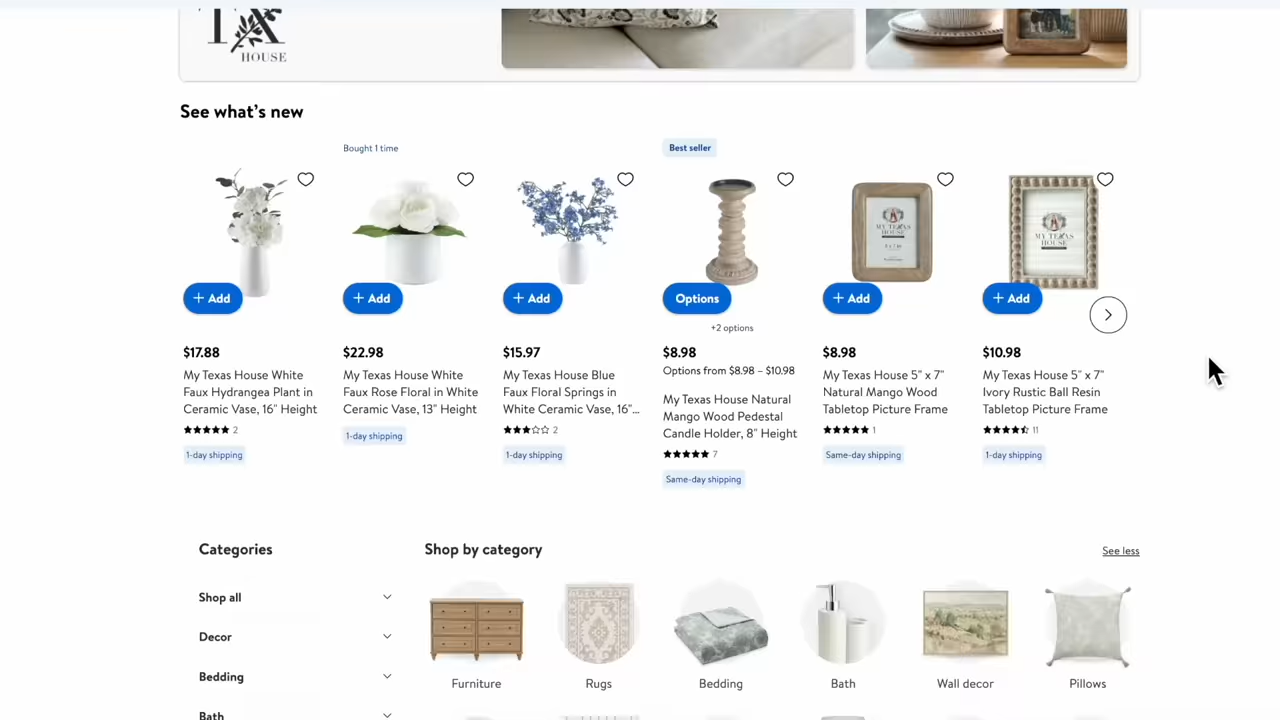 HOUSE
See what's new
Bought 1 time
Best seller
MY TEXAS
HOUSE
MY TEXAS
HOUSE
+ Add
+ Add
+ Add
Options
+ Add
+ Add
+2 options
$17.88
My Texas House White
Faux Hydrangea Plant in
Ceramic Vase, 16" Height
2
1-day shipping
$22.98
My Texas House White
Faux Rose Floral in White
Ceramic Vase, 13" Height
1-day shipping
$15.97
My Texas House Blue
Faux Floral Springs in
White Ceramic Vase, 16"...
2
1-day shipping
$8.98
Options from $8.98 – $10.98
My Texas House Natural
Mango Wood Pedestal
Candle Holder, 8" Height
7
Same-day shipping
$8.98
My Texas House 5" x 7"
Natural Mango Wood
Tabletop Picture Frame
1
Same-day shipping
$10.98
My Texas House 5" x 7"
Ivory Rustic Ball Resin
Tabletop Picture Frame
11
1-day shipping
Categories
Shop all
Decor
Bedding
Bath
Shop by category
See less
Furniture
Rugs
Bedding
Bath
Wall decor
Pillows